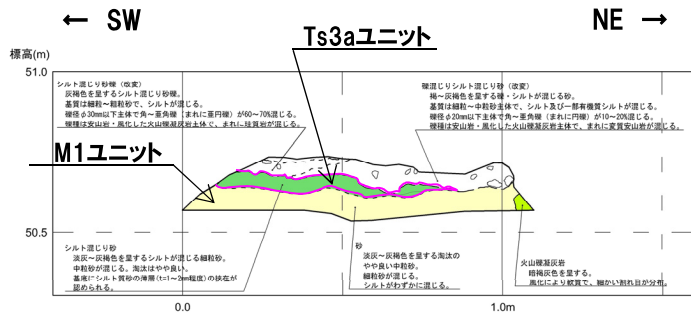 ← SW
NE →
標高(m)
Ts3aユニット
51.0
シルト混じり砂礫(改変)
灰褐色を呈するシルト混じり砂礫。
基質は細粒~粗粒砂で、シルトが混じる。
礫径φ30mm以下主体で角~亜角礫(まれに亜円礫)が60~70%混じる。
礫種は安山岩・風化した火山礫凝灰岩主体で、まれに珪質岩が混じる。
礫混じりシルト混じり砂(改変)
褐~灰褐色を呈する礫・シルトが混じる砂。
基質は細粒~中粒砂主体で、シルト及び一部有機質シルトが混じる。
礫径φ20mm以下主体で角~亜角礫(まれに亜円礫)が10~20%混じる。
礫種は安山岩・風化した火山礫凝灰岩主体で、まれに変質安山岩が混じる。
M1ユニット
50.5
シルト混じり砂
淡灰~灰褐色を呈するシルトが混じる細粒砂。
中粒砂が混じる。淘汰はやや良い。
基底にシルト質砂の薄層(t=1~2mm程度)の挟在が
認められる。
砂
淡灰~灰褐色を呈する淘汰の
やや良い中粒砂。
細粒砂が混じる。
シルトがわずかに混じる。
火山礫凝灰岩
暗褐灰色を呈する。
風化により軟質で、細かい割れ目が分布。
0.0
1.0m